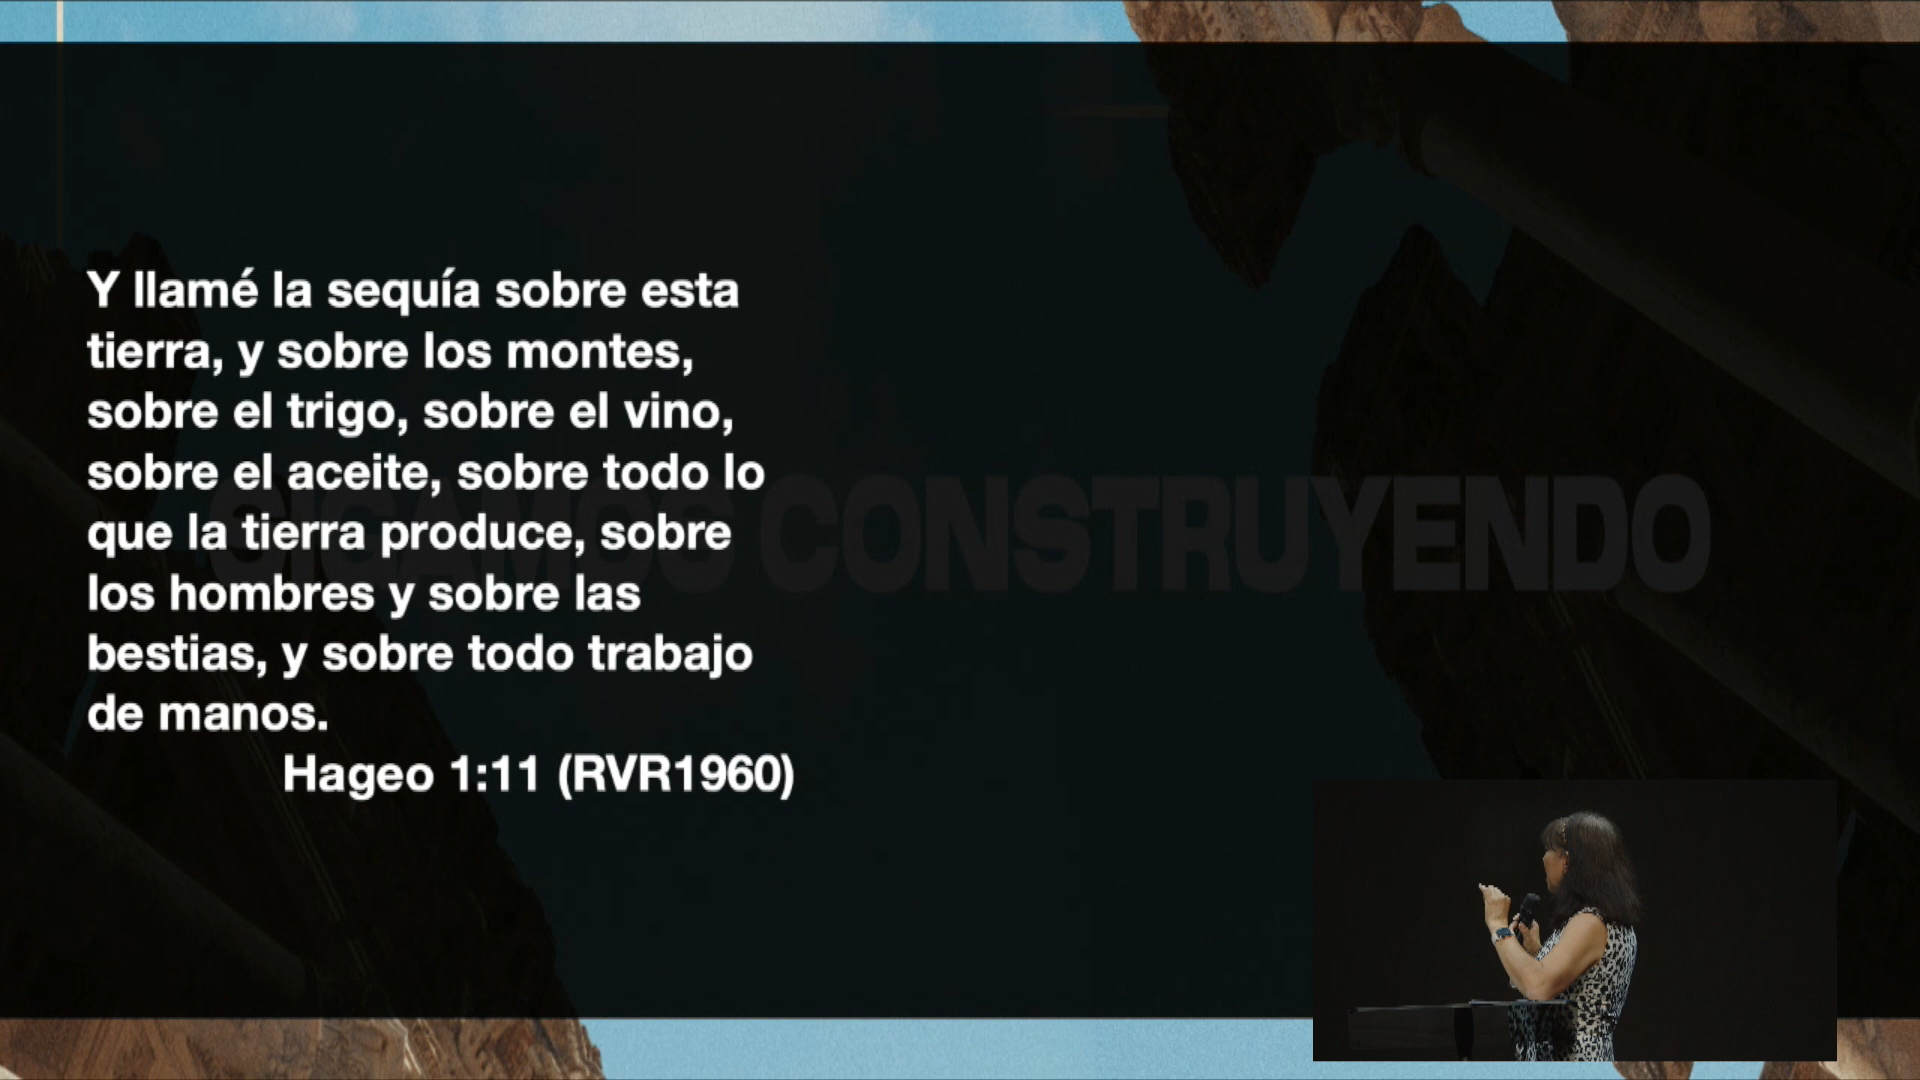 Y llamé la sequía sobre esta
tierra, y sobre los montes,
sobre el trigo, sobre el vino,
sobre el aceite, sobre todo lo
que la tierra produce, sobre
los hombres y sobre las
bestias, y sobre todo trabajo
de manos.
Hageo 1:11 (RVR1960)
SIGAMOS CONSTRUYENDO